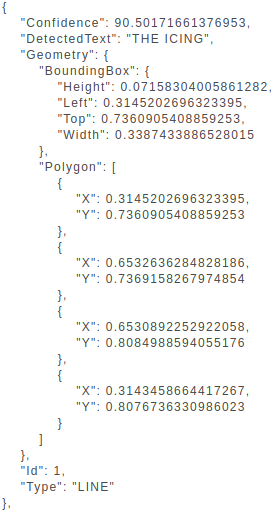 {
"Confidence": 90.50171661376953,
"DetectedText": "THE ICING",
"Geometry": {
"BoundingBox": {
"Height": 0.07158304005861282,
"Left": 0.3145202696323395,
"Top": 0.7360905408859253,
"Width": 0.3387433886528015
},
"Polygon": [
{
"X": 0.3145202696323395,
"Y": 0.7360905408859253
},
{
"X": 0.6532636284828186,
"Y": 0.7369158267974854
},
{
"X": 0.6530892252922058,
"Y": 0.8084988594055176
},
{
"X": 0.3143458664417267,
"Y": 0.8076736330986023
}
]
},
"Id": 1,
"Type": "LINE"
},